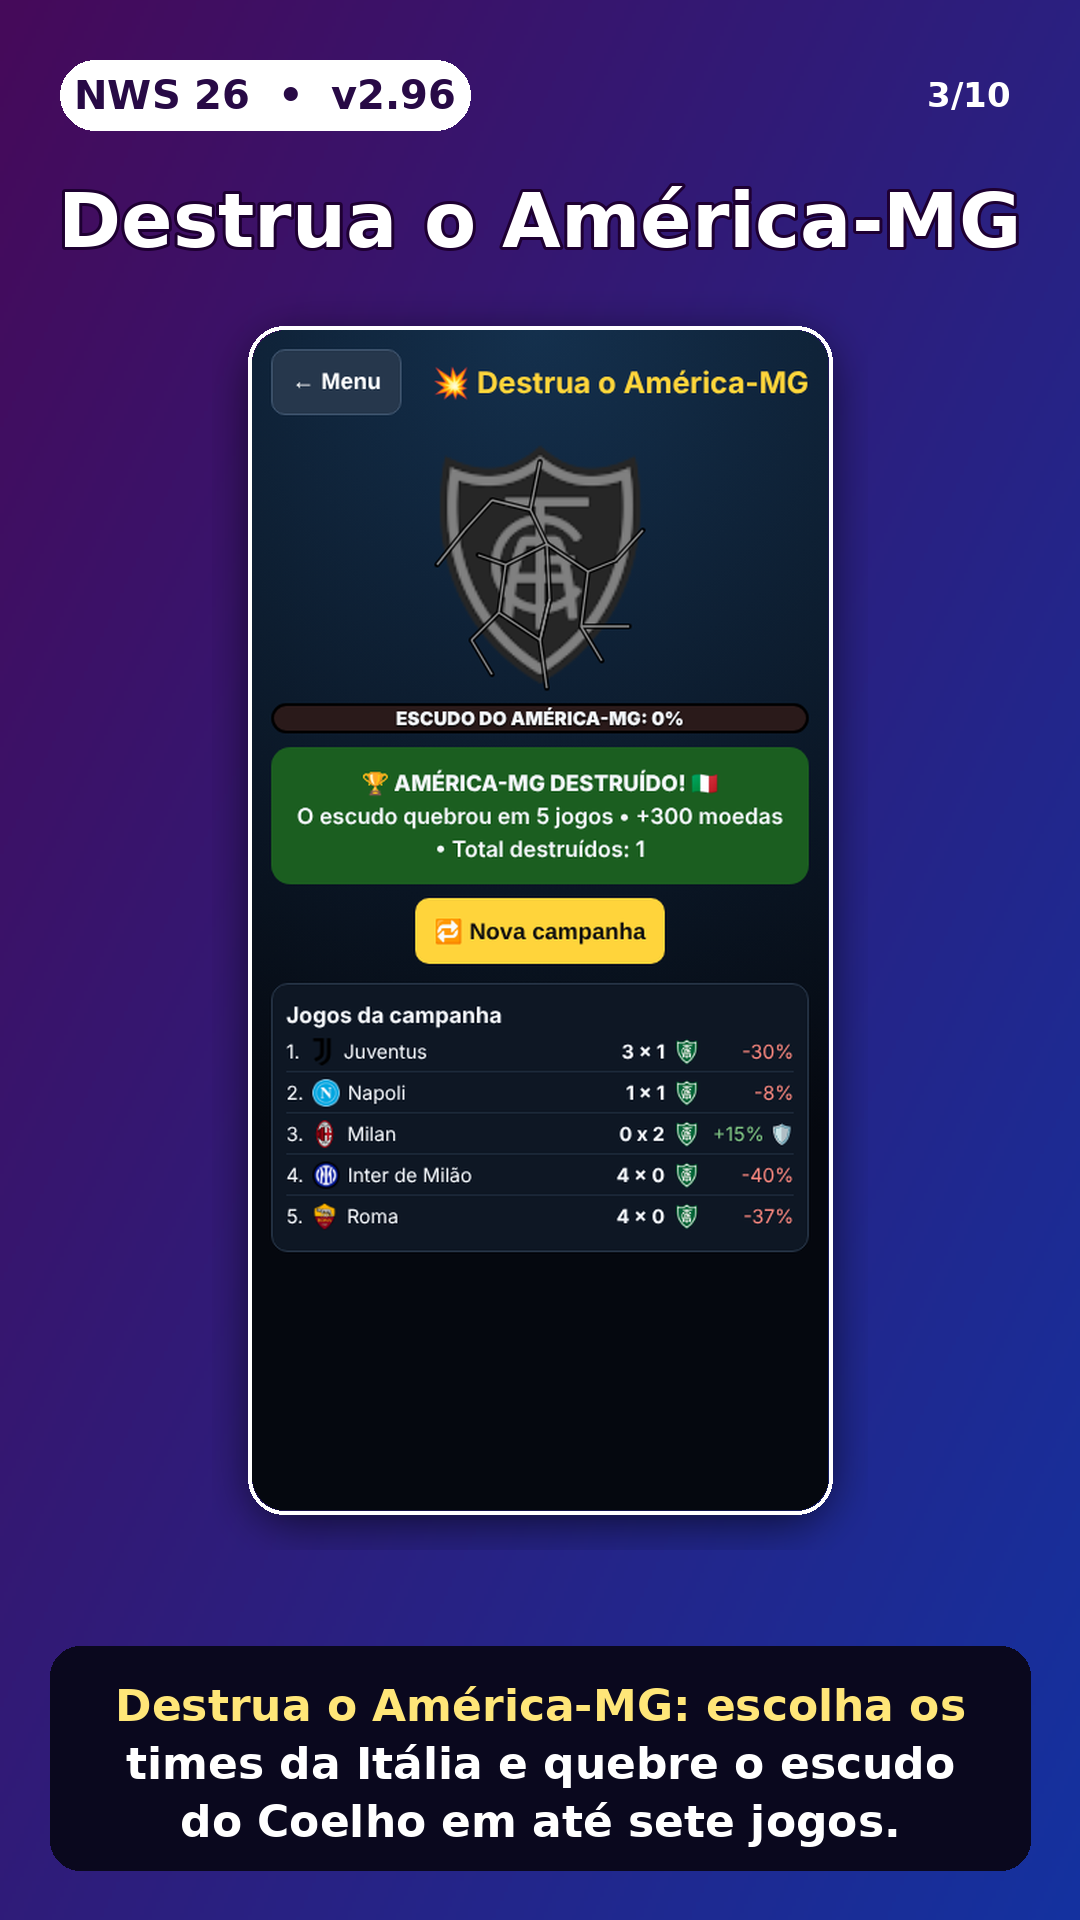 NWS 26 • v2.96
3/10
Destrua o América-MG
← Menu
💥 Destrua o América-MG
ESCUDO DO AMÉRICA-MG: 0%
🏆 AMÉRICA-MG DESTRUÍDO! 🇮🇹
O escudo quebrou em 5 jogos • +300 moedas
• Total destruídos: 1
🔁 Nova campanha
Jogos da campanha
1. Juventus 3 × 1 -30%
2. Napoli 1 × 1 -8%
3. Milan 0 x 2 +15% 🛡️
4. Inter de Milão 4 × 0 -40%
5. Roma 4 × 0 -37%
Destrua o América-MG: escolha os
times da Itália e quebre o escudo
do Coelho em até sete jogos.